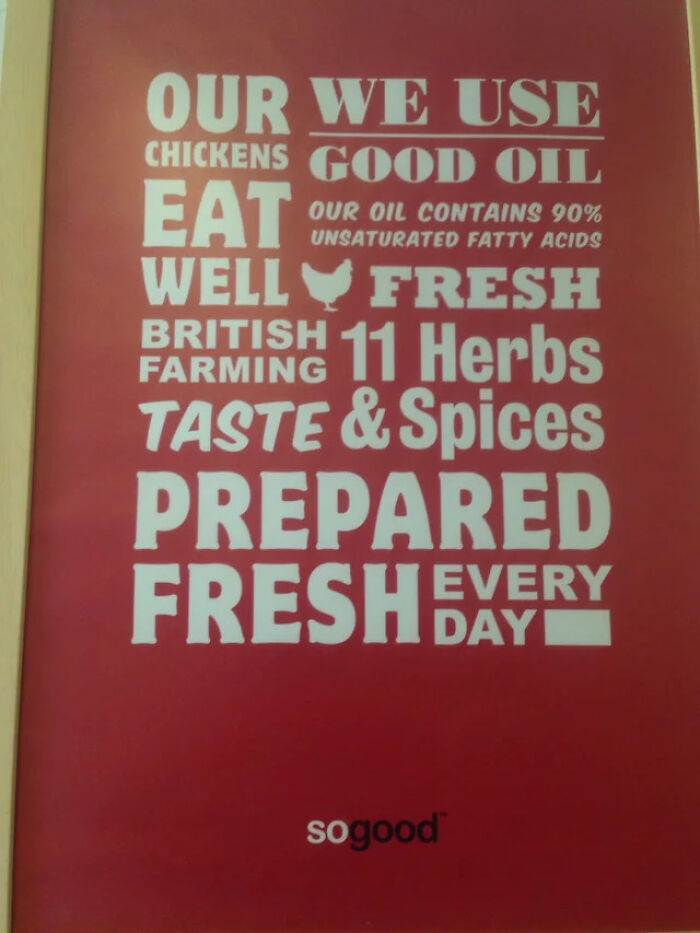 OUR
CHICKENS
EAT
WELL
WE USE
GOOD OIL
OUR OIL CONTAINS 90%
UNSATURATED FATTY ACIDS
FRESH
BRITISH
FARMING
TASTE
11 Herbs
& Spices
PREPARED
FRESH
EVERY
DAY
sogood™